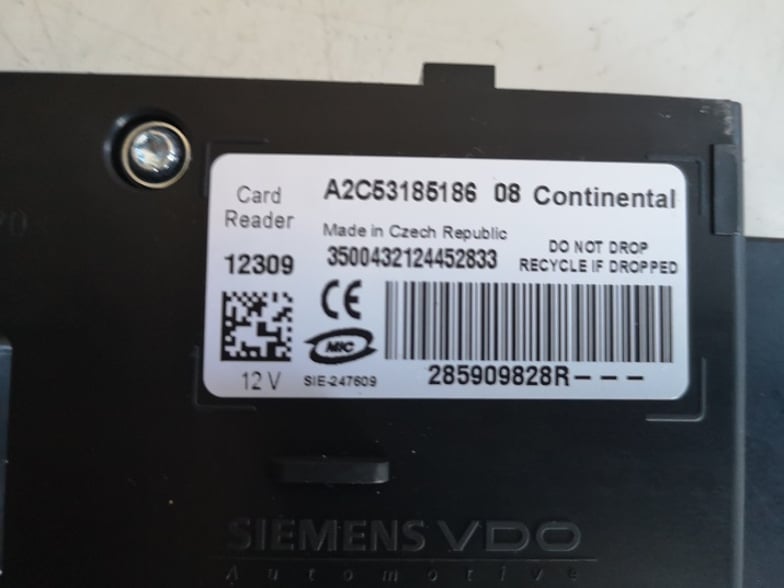 Card
Reader
A2C53185186 08 Continental
Made in Czech Republic
3500432124452833
DO NOT DROP
RECYCLE IF DROPPED
12309
CE
MIC
12 V
SIE-247609
285909828R---
SIEMENS VDO
Automotive